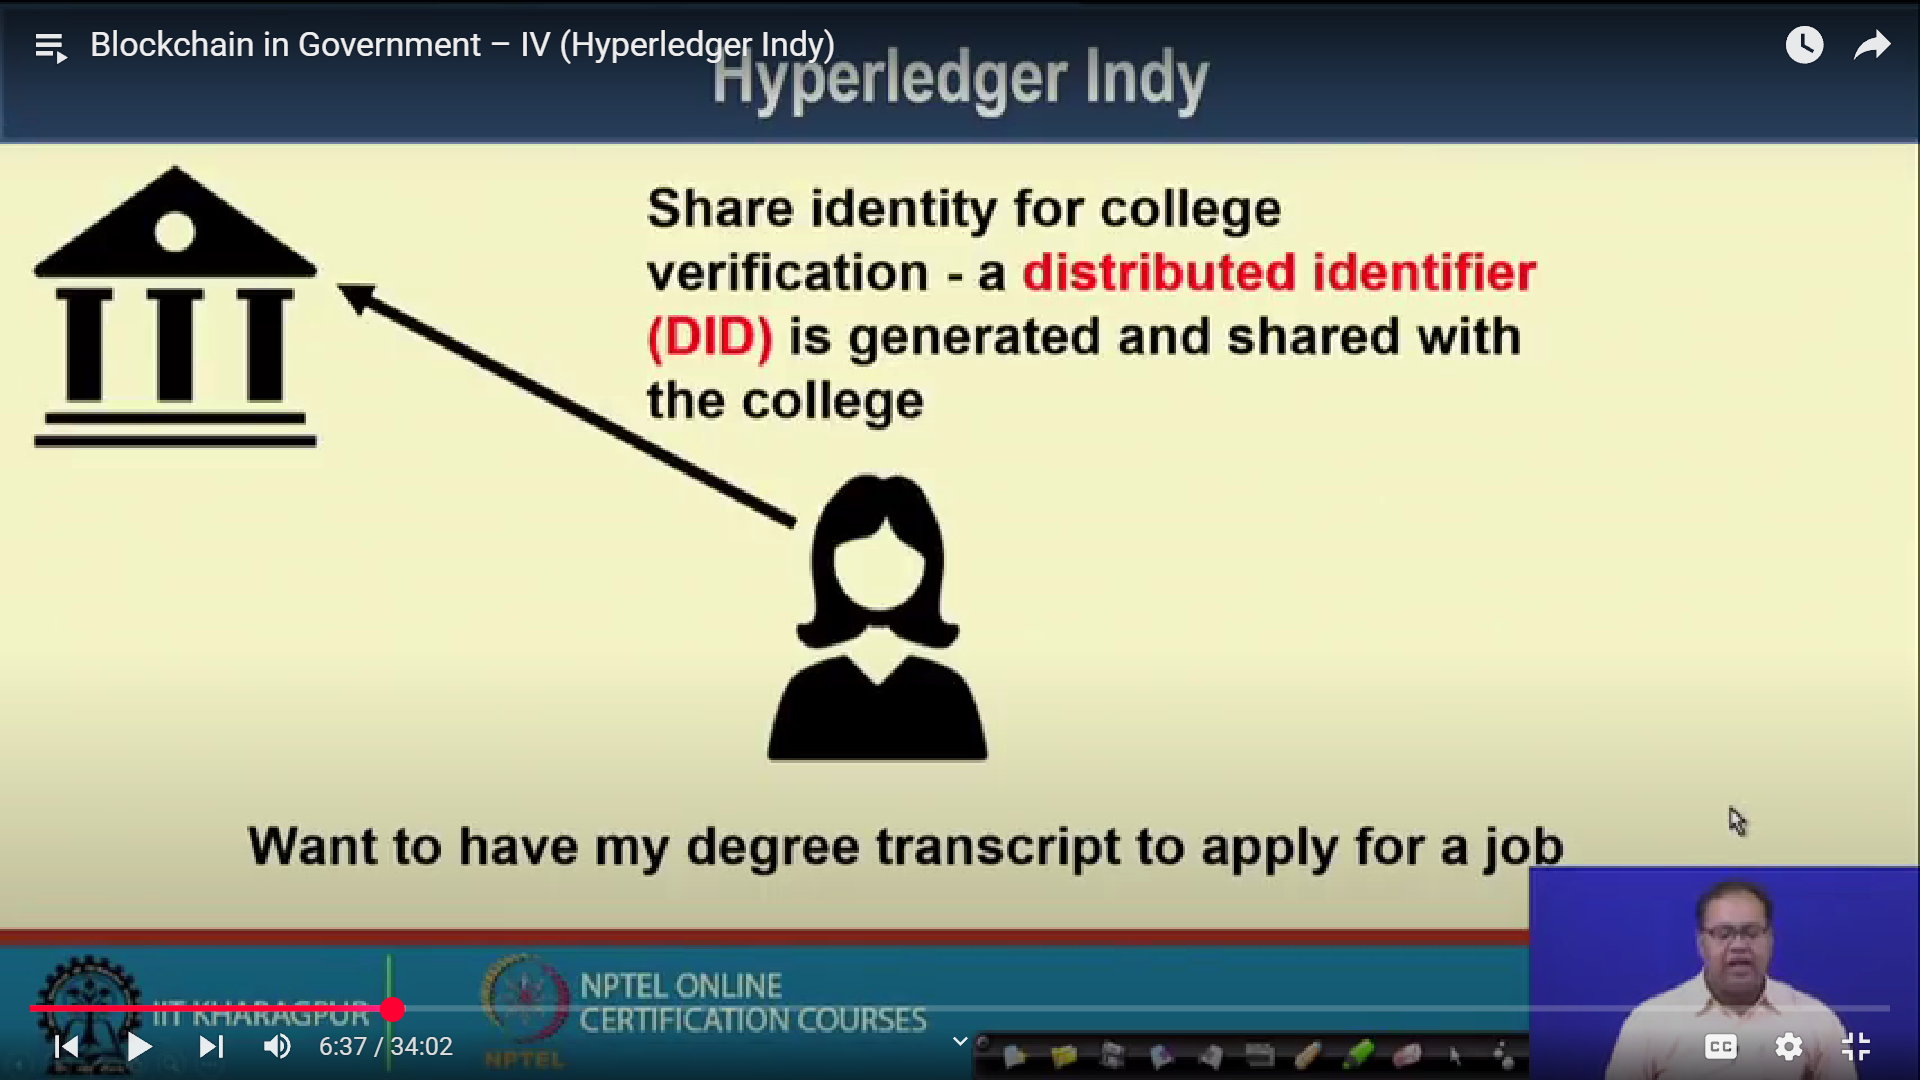 Blockchain in Government – IV (Hyperledger Indy)
Hyperledger Indy
Share identity for college
verification - a distributed identifier
(DID) is generated and shared with
the college
Want to have my degree transcript to apply for a job
IIT KHARAGPUR
NPTEL
NPTEL ONLINE
CERTIFICATION COURSES
6:37 / 34:02
CC